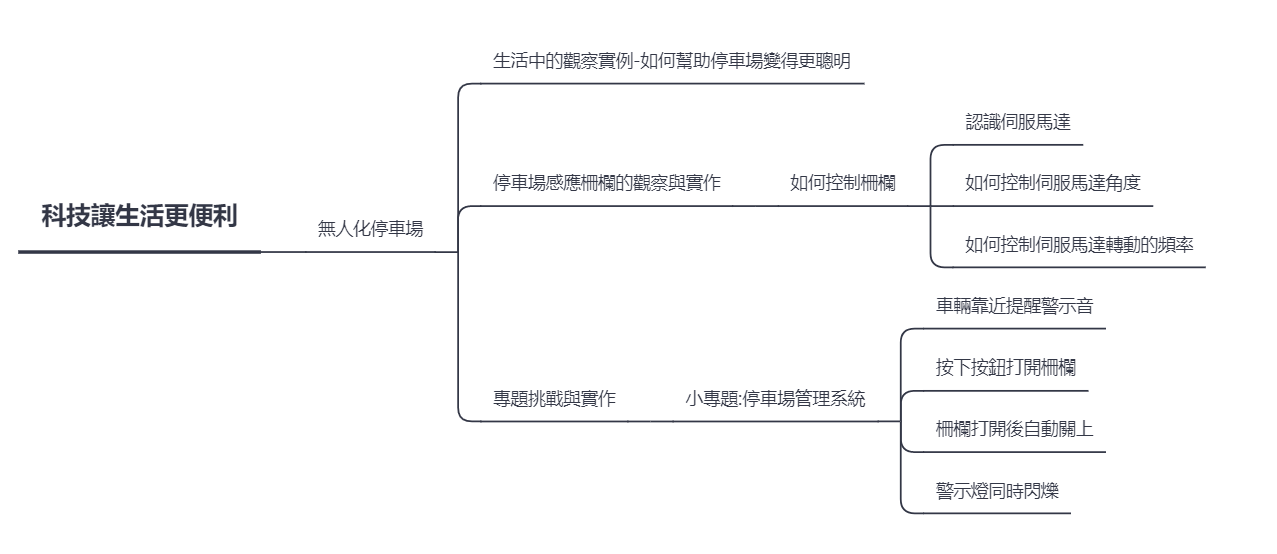 科技讓生活更便利
無人化停車場
生活中的觀察實例-如何幫助停車場變得更聰明
停車場感應柵欄的觀察與實作
如何控制柵欄
認識伺服馬達
如何控制伺服馬達角度
如何控制伺服馬達轉動的頻率
專題挑戰與實作
小專題:停車場管理系統
車輛靠近提醒警示音
按下按鈕打開柵欄
柵欄打開後自動關上
警示燈同時閃爍